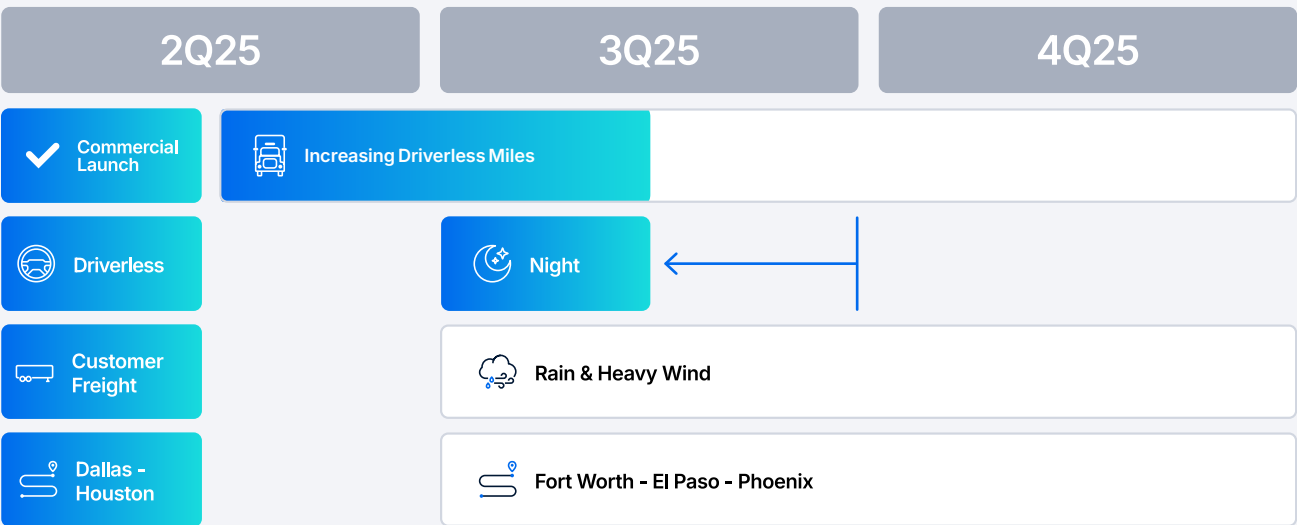 2Q25
3Q25
4Q25
Commercial
Launch
Increasing Driverless Miles
Driverless
Night
Customer
Freight
Rain & Heavy Wind
Dallas -
Houston
Fort Worth - El Paso - Phoenix